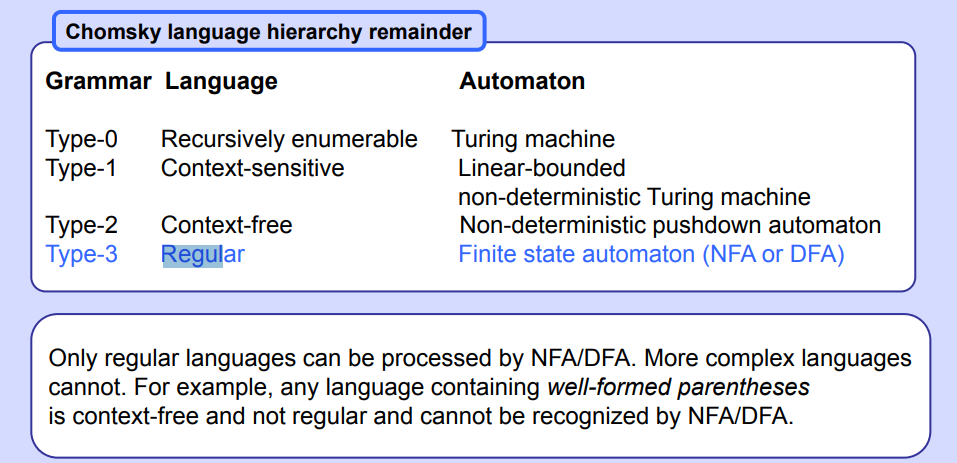 Chomsky language hierarchy remainder
Grammar Language Automaton
Type-0 Recursively enumerable Turing machine
Type-1 Context-sensitive Linear-bounded
non-deterministic Turing machine
Type-2 Context-free Non-deterministic pushdown automaton
Type-3 Regular Finite state automaton (NFA or DFA)
Only regular languages can be processed by NFA/DFA. More complex languages
cannot. For example, any language containing well-formed parentheses
is context-free and not regular and cannot be recognized by NFA/DFA.